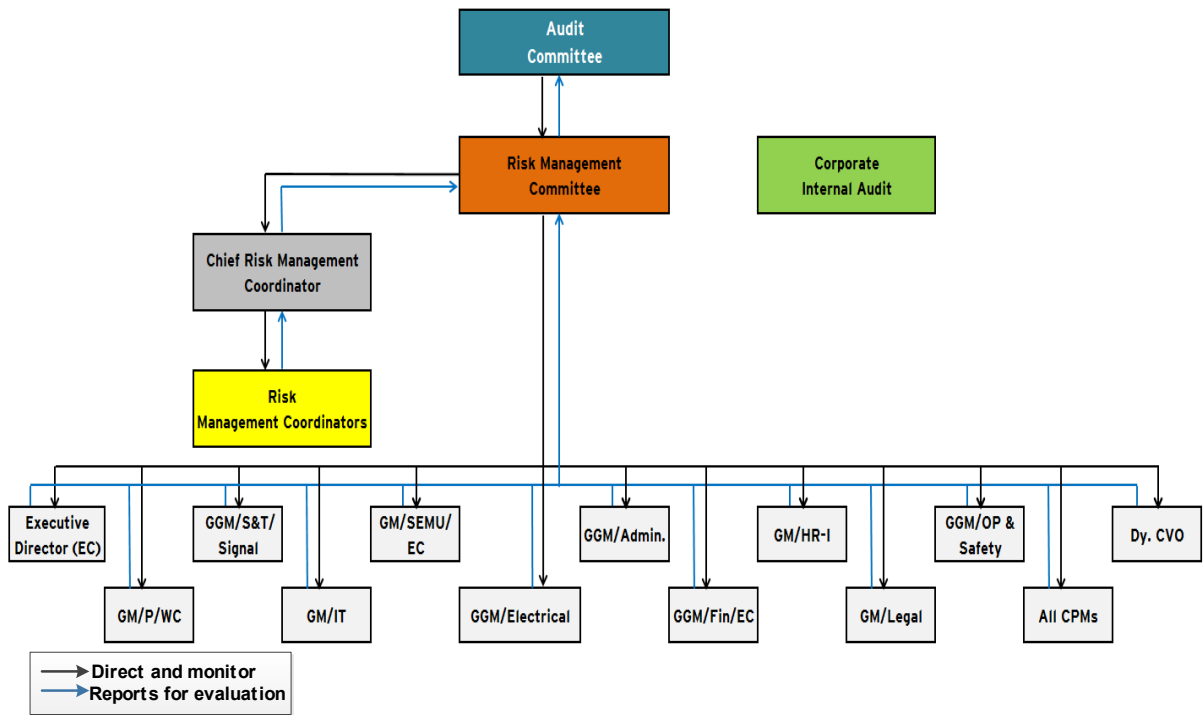 Audit
Committee
Risk Management
Committee
Corporate
Internal Audit
Chief Risk Management
Coordinator
Risk
Management Coordinators
Executive
Director (EC)
GGM/S&T/
Signal
GM/SEMU/
EC
GGM/Admin.
GM/HR-I
GGM/OP &
Safety
Dy. CVO
GM/P/WC
GM/IT
GGM/Electrical
GGM/Fin/EC
GM/Legal
All CPMs
Direct and monitor
Reports for evaluation